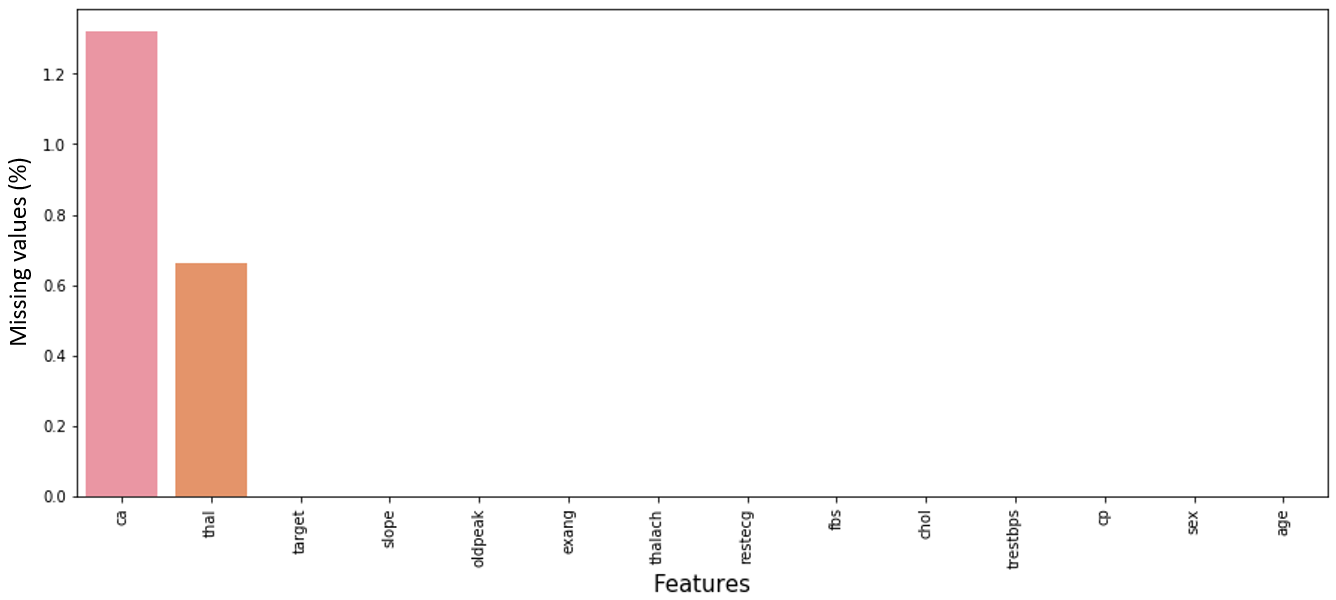 Missing values (%)
1.2
1.0
0.8
0.6
0.4
0.2
0.0
ca
thal
target
slope
oldpeak
exang
thalach
restecg
fbs
chol
trestbps
cp
sex
age
Features